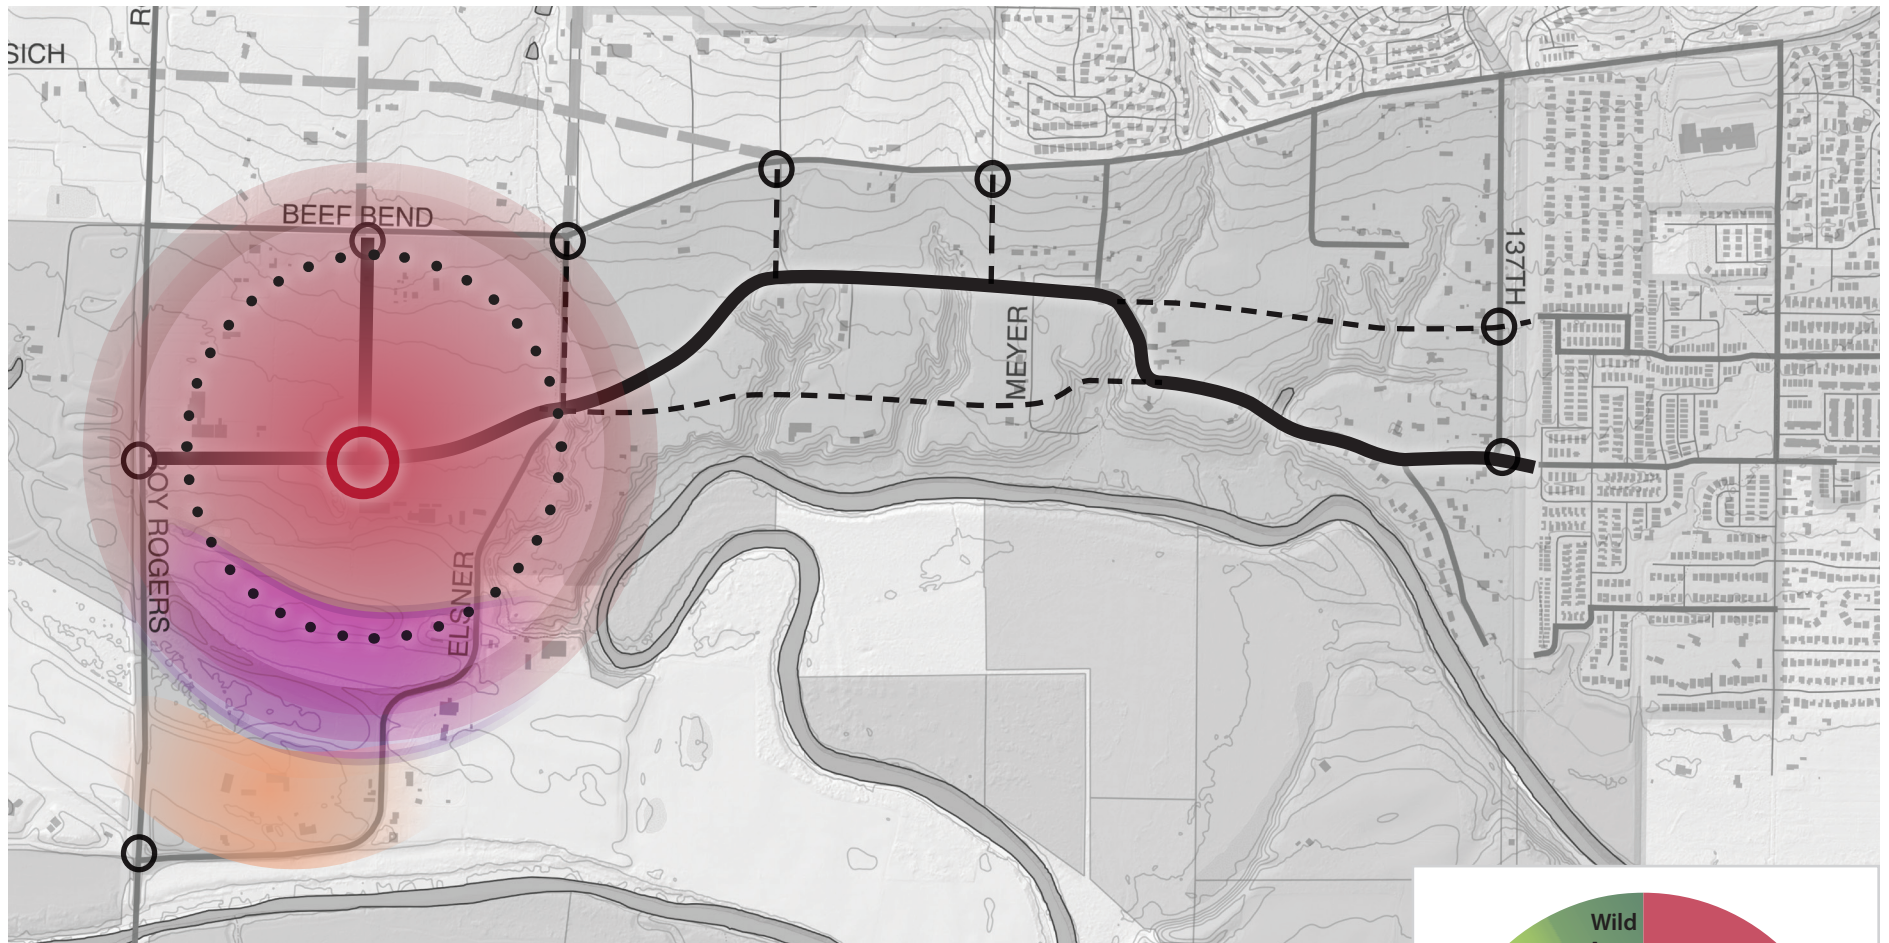 R
SICH
BEEF BEND
137TH
MEYER
ROY ROGERS
ELSNER
Wild